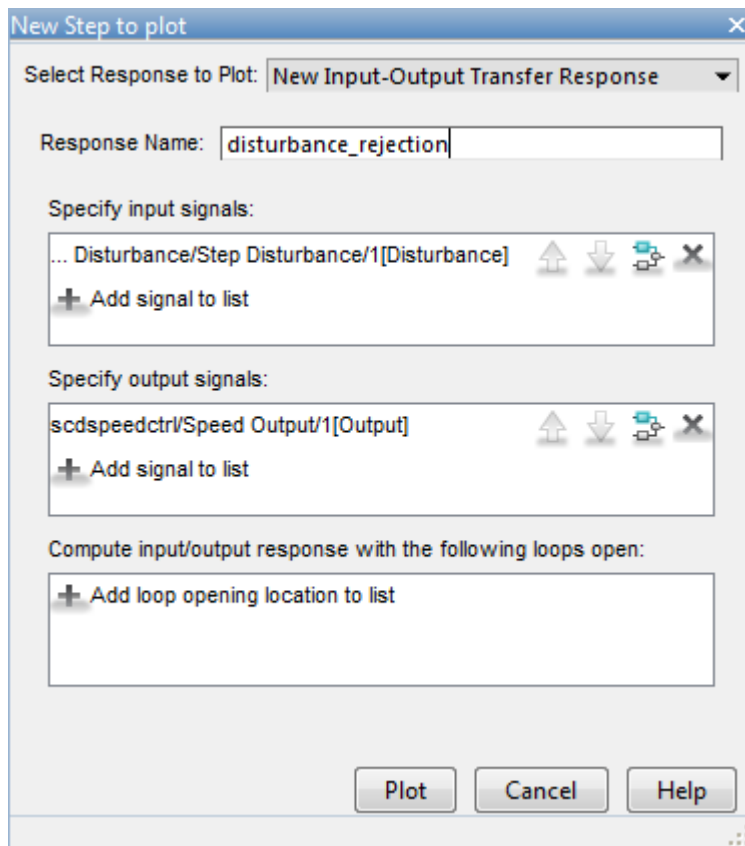 New Step to plot
Select Response to Plot: New Input-Output Transfer Response
Response Name: disturbance_rejection
Specify input signals:
... Disturbance/Step Disturbance/1[Disturbance]
Add signal to list
Specify output signals:
scdspeedctrl/Speed Output/1[Output]
Add signal to list
Compute input/output response with the following loops open:
Add loop opening location to list
Plot Cancel Help